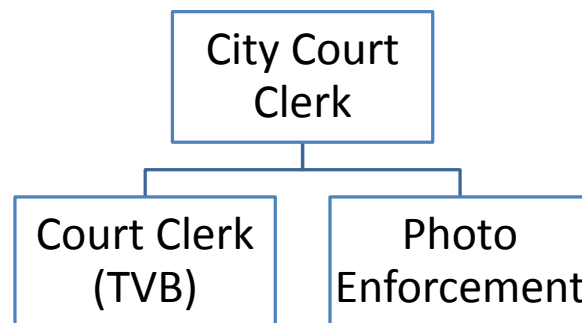 City Court
Clerk
Court Clerk
(TVB)
Photo
Enforcement